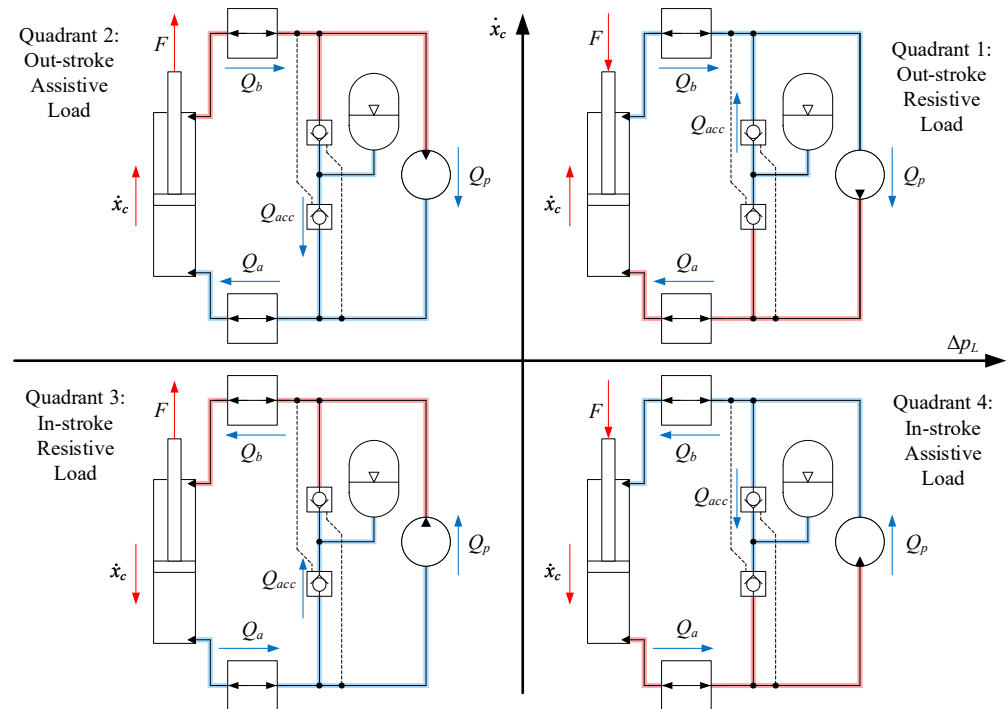 Quadrant 2:
Out-stroke
Assistive
Load
F
Q_b
Q_acc
Q_p
ẋ_c
Q_a
ẋ_c
Quadrant 1:
Out-stroke
Resistive
Load
F
Q_b
Q_acc
Q_p
ẋ_c
Q_a
Δp_L
Quadrant 3:
In-stroke
Resistive
Load
F
Q_b
Q_acc
Q_p
ẋ_c
Q_a
Quadrant 4:
In-stroke
Assistive
Load
F
Q_b
Q_acc
Q_p
ẋ_c
Q_a